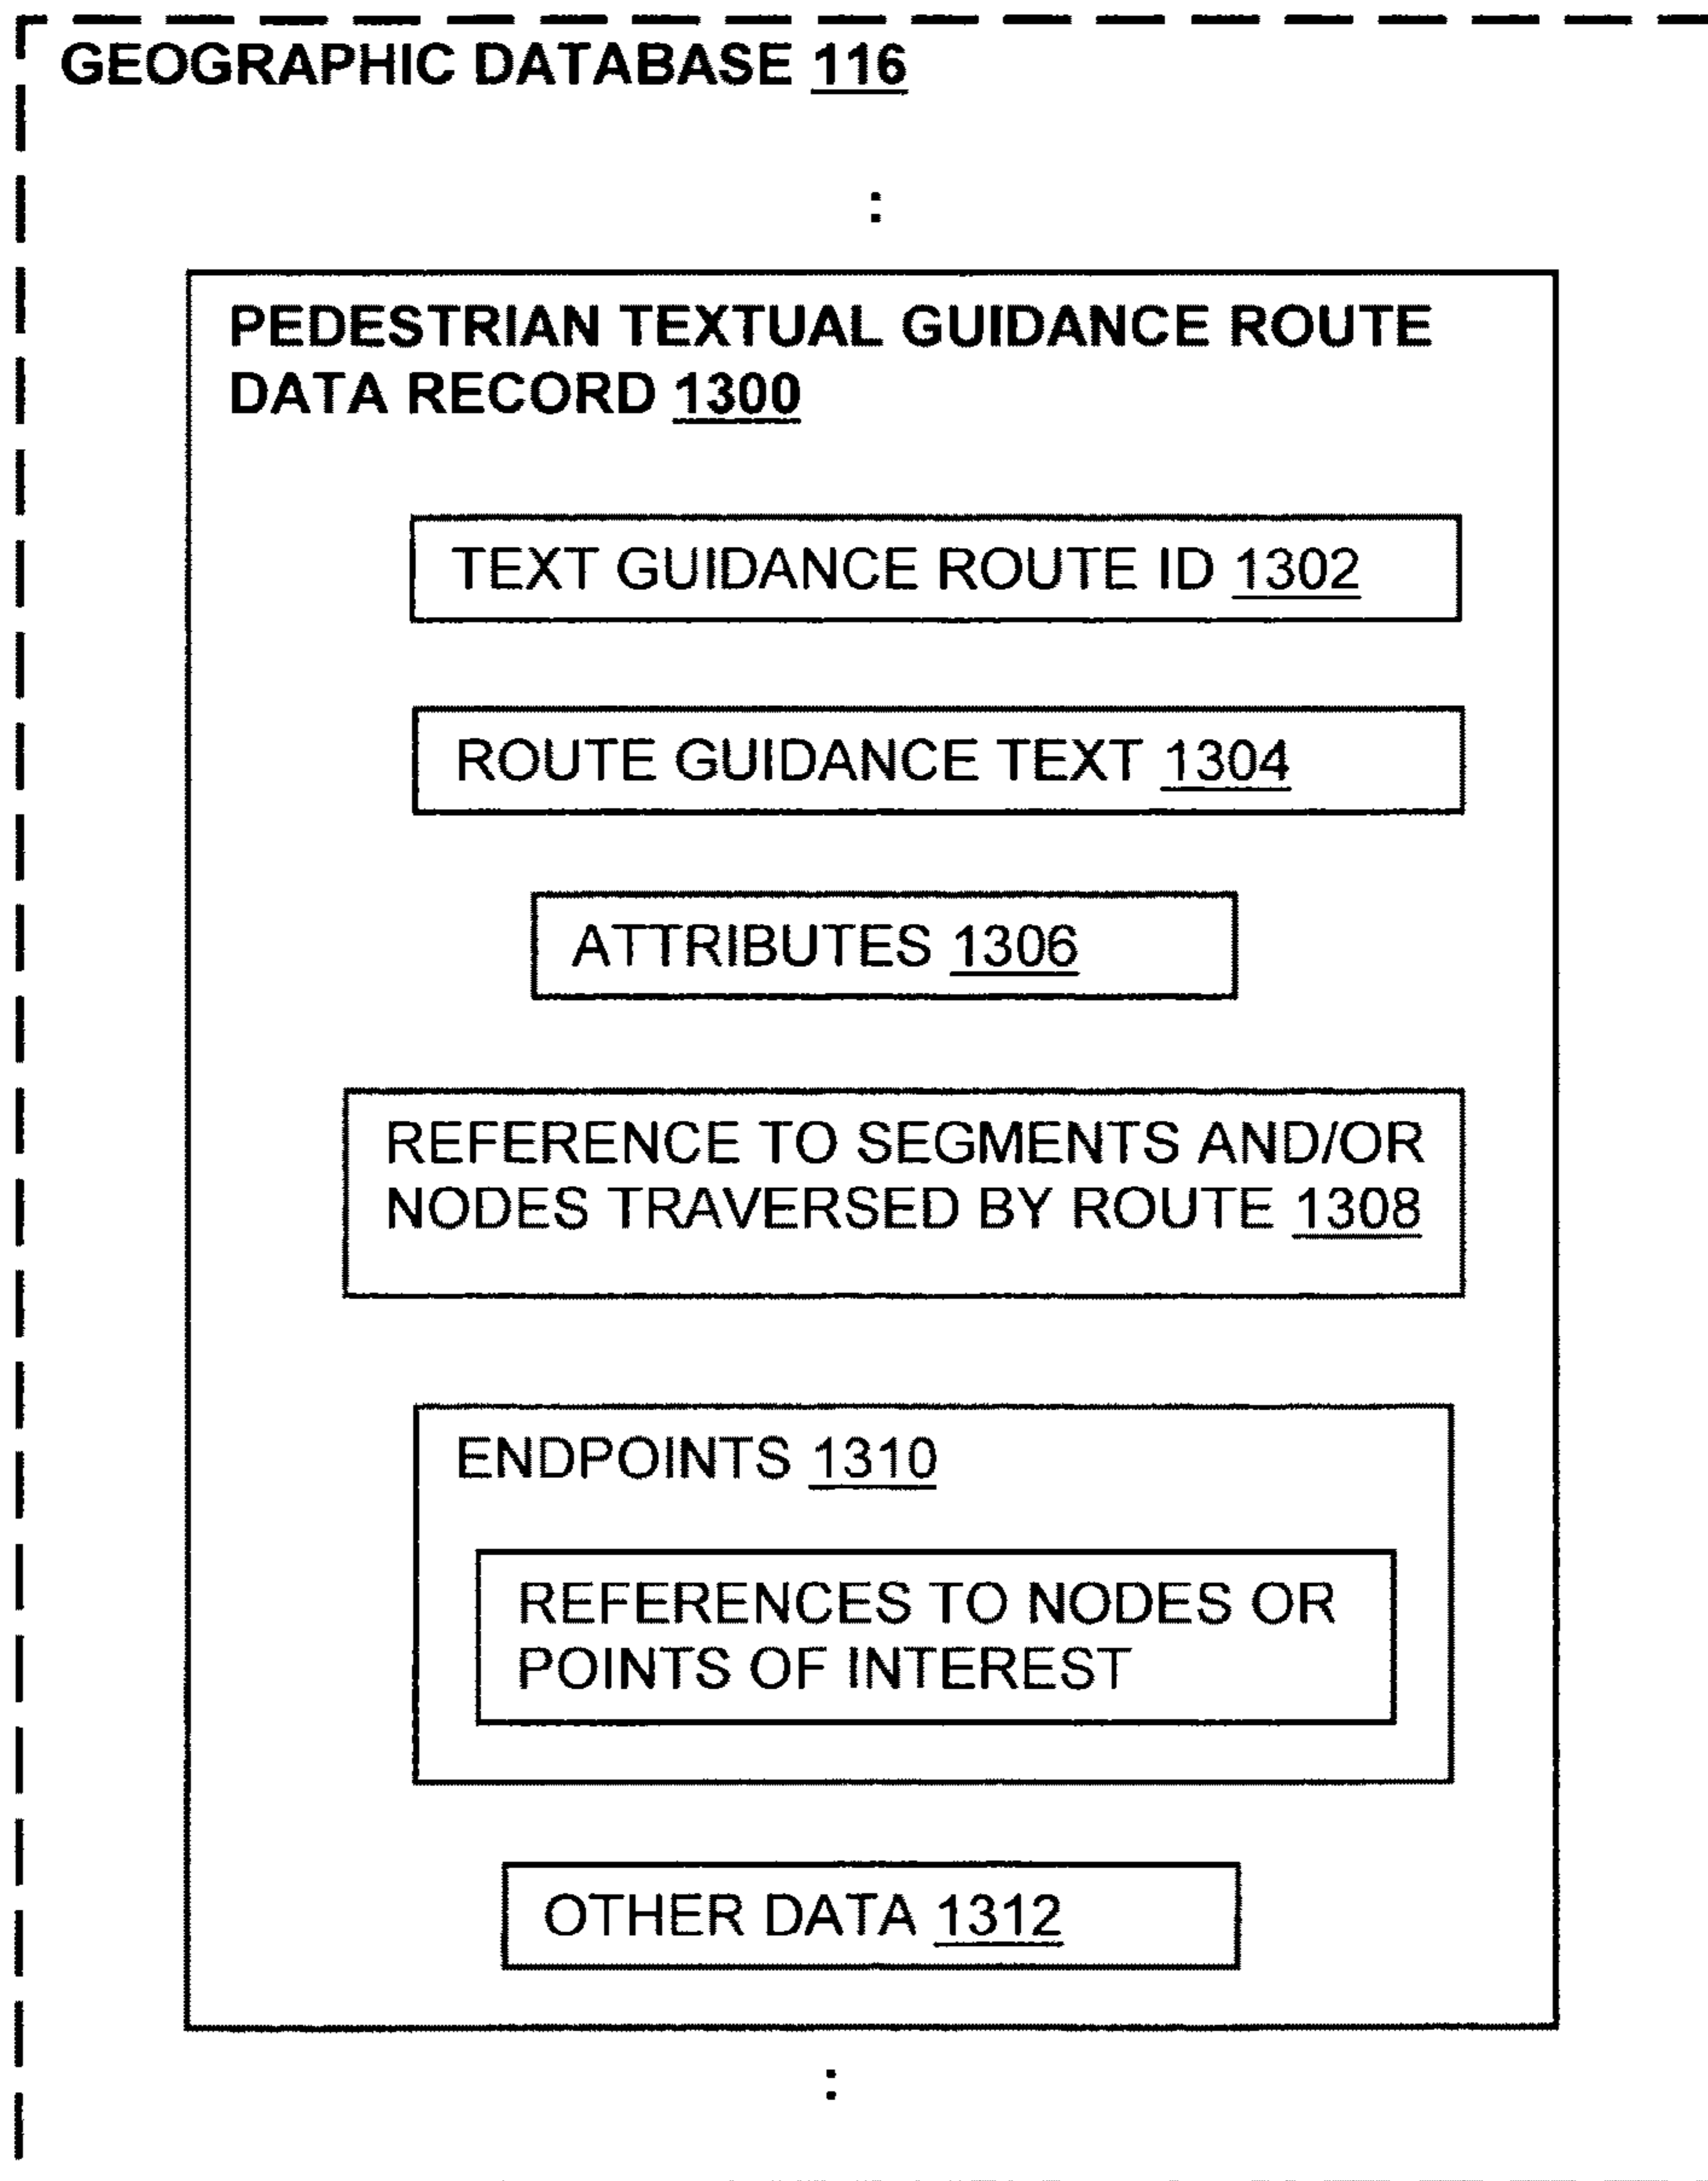 GEOGRAPHIC DATABASE 116
:
PEDESTRIAN TEXTUAL GUIDANCE ROUTE
DATA RECORD 1300
TEXT GUIDANCE ROUTE ID 1302
ROUTE GUIDANCE TEXT 1304
ATTRIBUTES 1306
REFERENCE TO SEGMENTS AND/OR
NODES TRAVERSED BY ROUTE 1308
ENDPOINTS 1310
REFERENCES TO NODES OR
POINTS OF INTEREST
OTHER DATA 1312
: